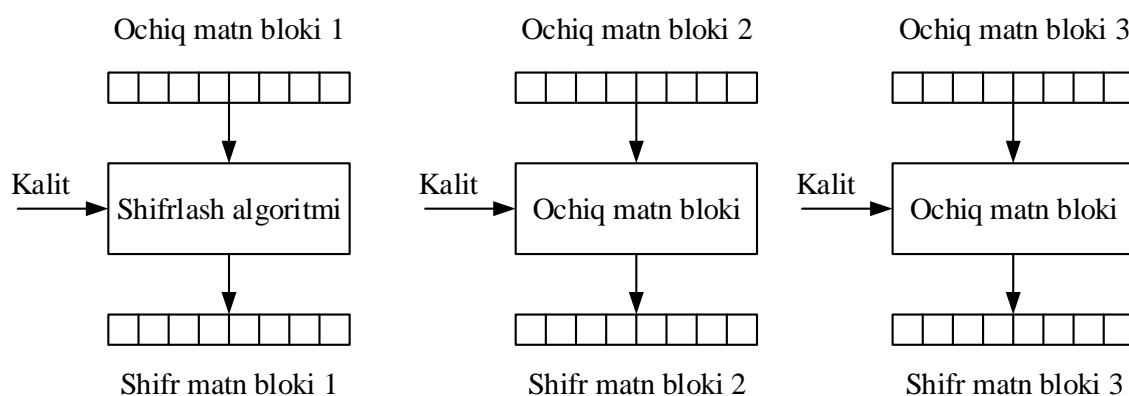 Ochiq matn bloki 1
Ochiq matn bloki 2
Ochiq matn bloki 3
Kalit
Shifrlash algoritmi
Kalit
Ochiq matn bloki
Kalit
Ochiq matn bloki
Shifr matn bloki 1
Shifr matn bloki 2
Shifr matn bloki 3